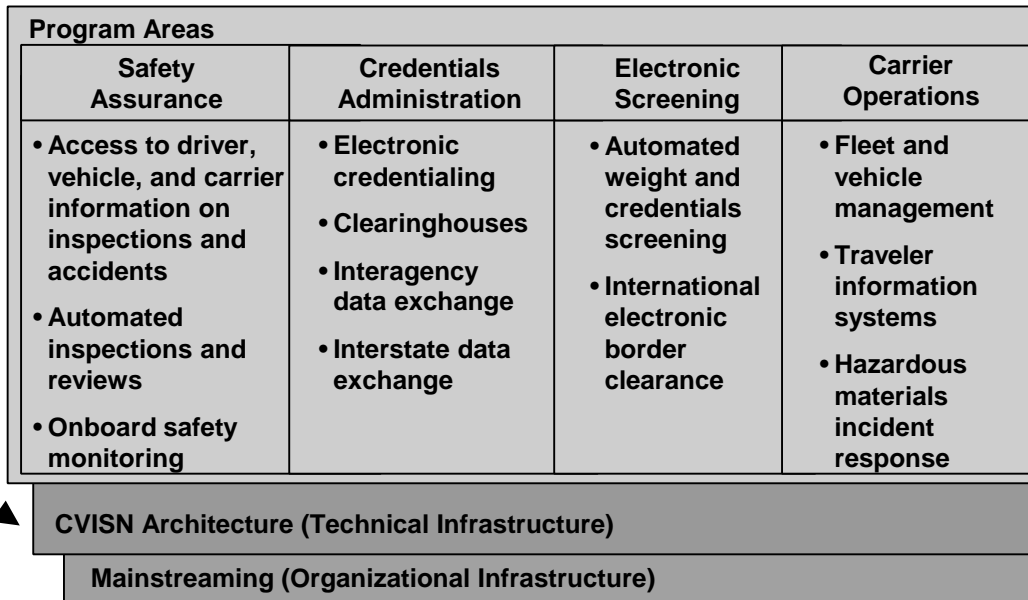 Program Areas
Safety
Assurance
• Access to driver,
vehicle, and carrier
information on
inspections and
accidents
• Automated
inspections and
reviews
• Onboard safety
monitoring
Credentials
Administration
• Electronic
credentialing
• Clearinghouses
• Interagency
data exchange
• Interstate data
exchange
Electronic
Screening
• Automated
weight and
credentials
screening
• International
electronic
border
clearance
Carrier
Operations
• Fleet and
vehicle
management
• Traveler
information
systems
• Hazardous
materials
incident
response
CVISN Architecture (Technical Infrastructure)
Mainstreaming (Organizational Infrastructure)